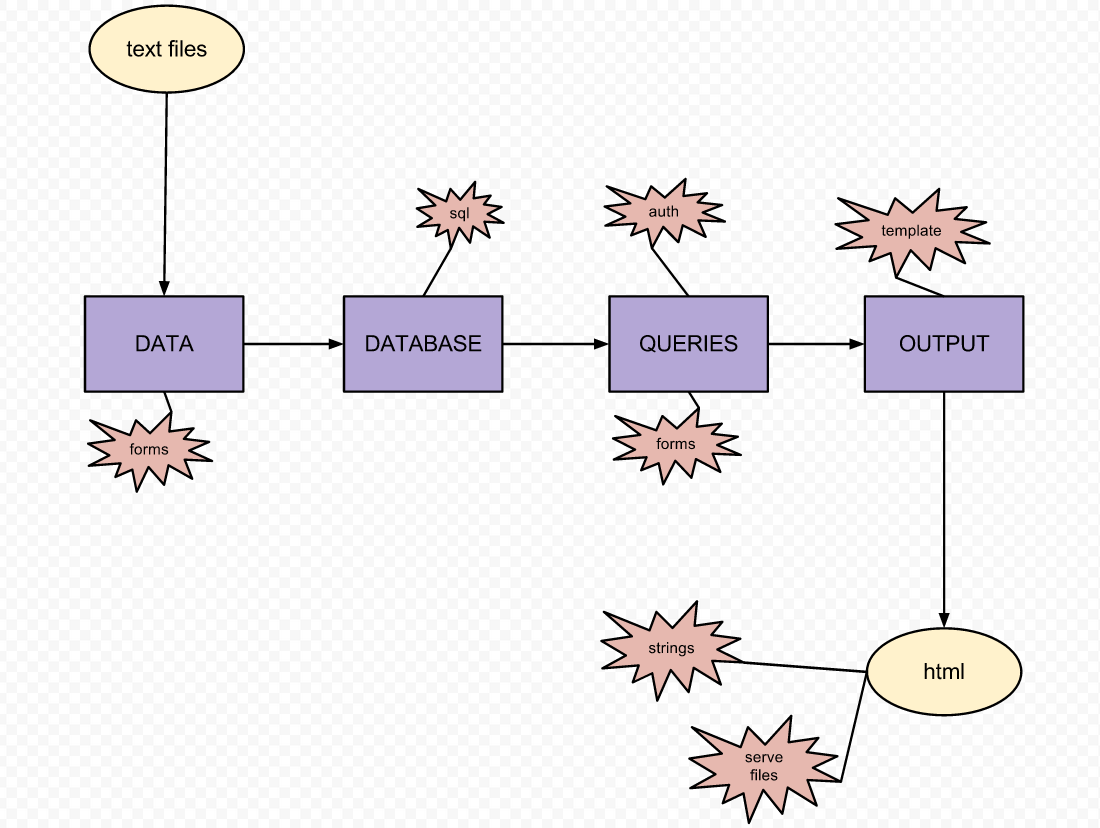 text files
sql
auth
template
DATA
DATABASE
QUERIES
OUTPUT
forms
forms
strings
html
serve
files